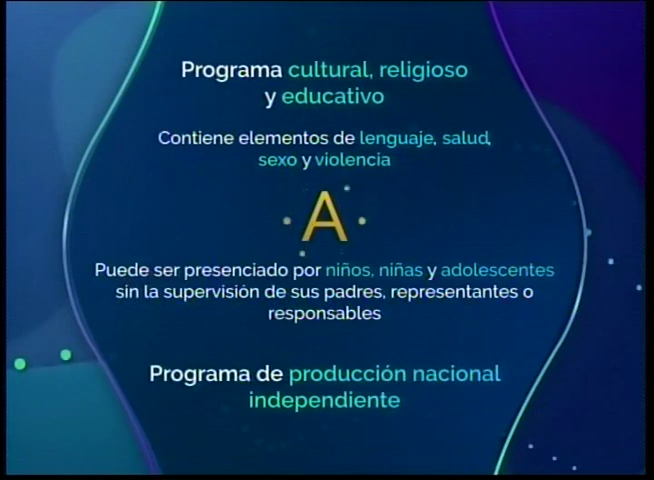 Programa cultural, religioso
y educativo
Contiene elementos de lenguaje, salud,
sexo y violencia
A
Puede ser presenciado por niños, niñas y adolescentes
sin la supervisión de sus padres, representantes o
responsables
Programa de producción nacional
independiente